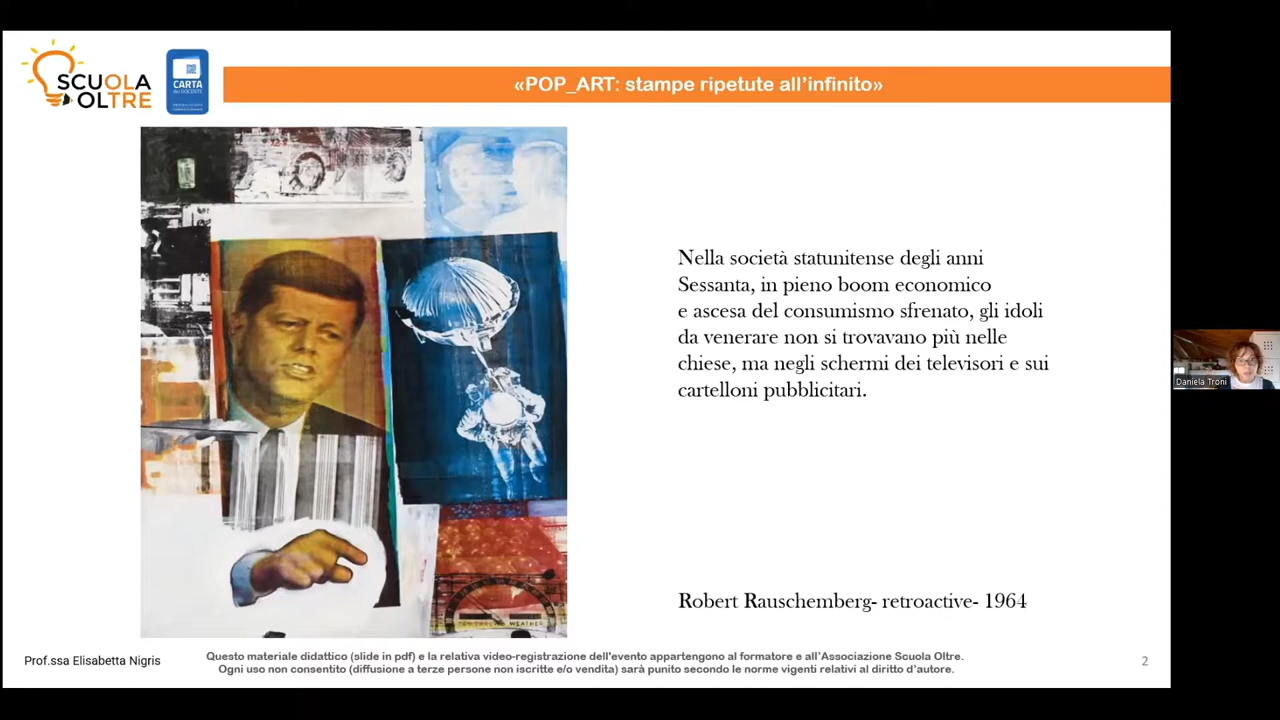 SCUOLA
OLTRE
CARTA
del DOCENTE
«POP_ART: stampe ripetute all'infinito»
Nella società statunitense degli anni
Sessanta, in pieno boom economico
e ascesa del consumismo sfrenato, gli idoli
da venerare non si trovavano più nelle
chiese, ma negli schermi dei televisori e sui
cartelloni pubblicitari.
Daniela Troni
WEATHER
Robert Rauschemberg- retroactive- 1964
Prof.ssa Elisabetta Nigris
Questo materiale didattico (slide in pdf) e la relativa video-registrazione dell'evento appartengono al formatore e all'Associazione Scuola Oltre.
Ogni uso non consentito (diffusione a terze persone non iscritte e/o vendita) sarà punito secondo le norme vigenti relativi al diritto d'autore.
2